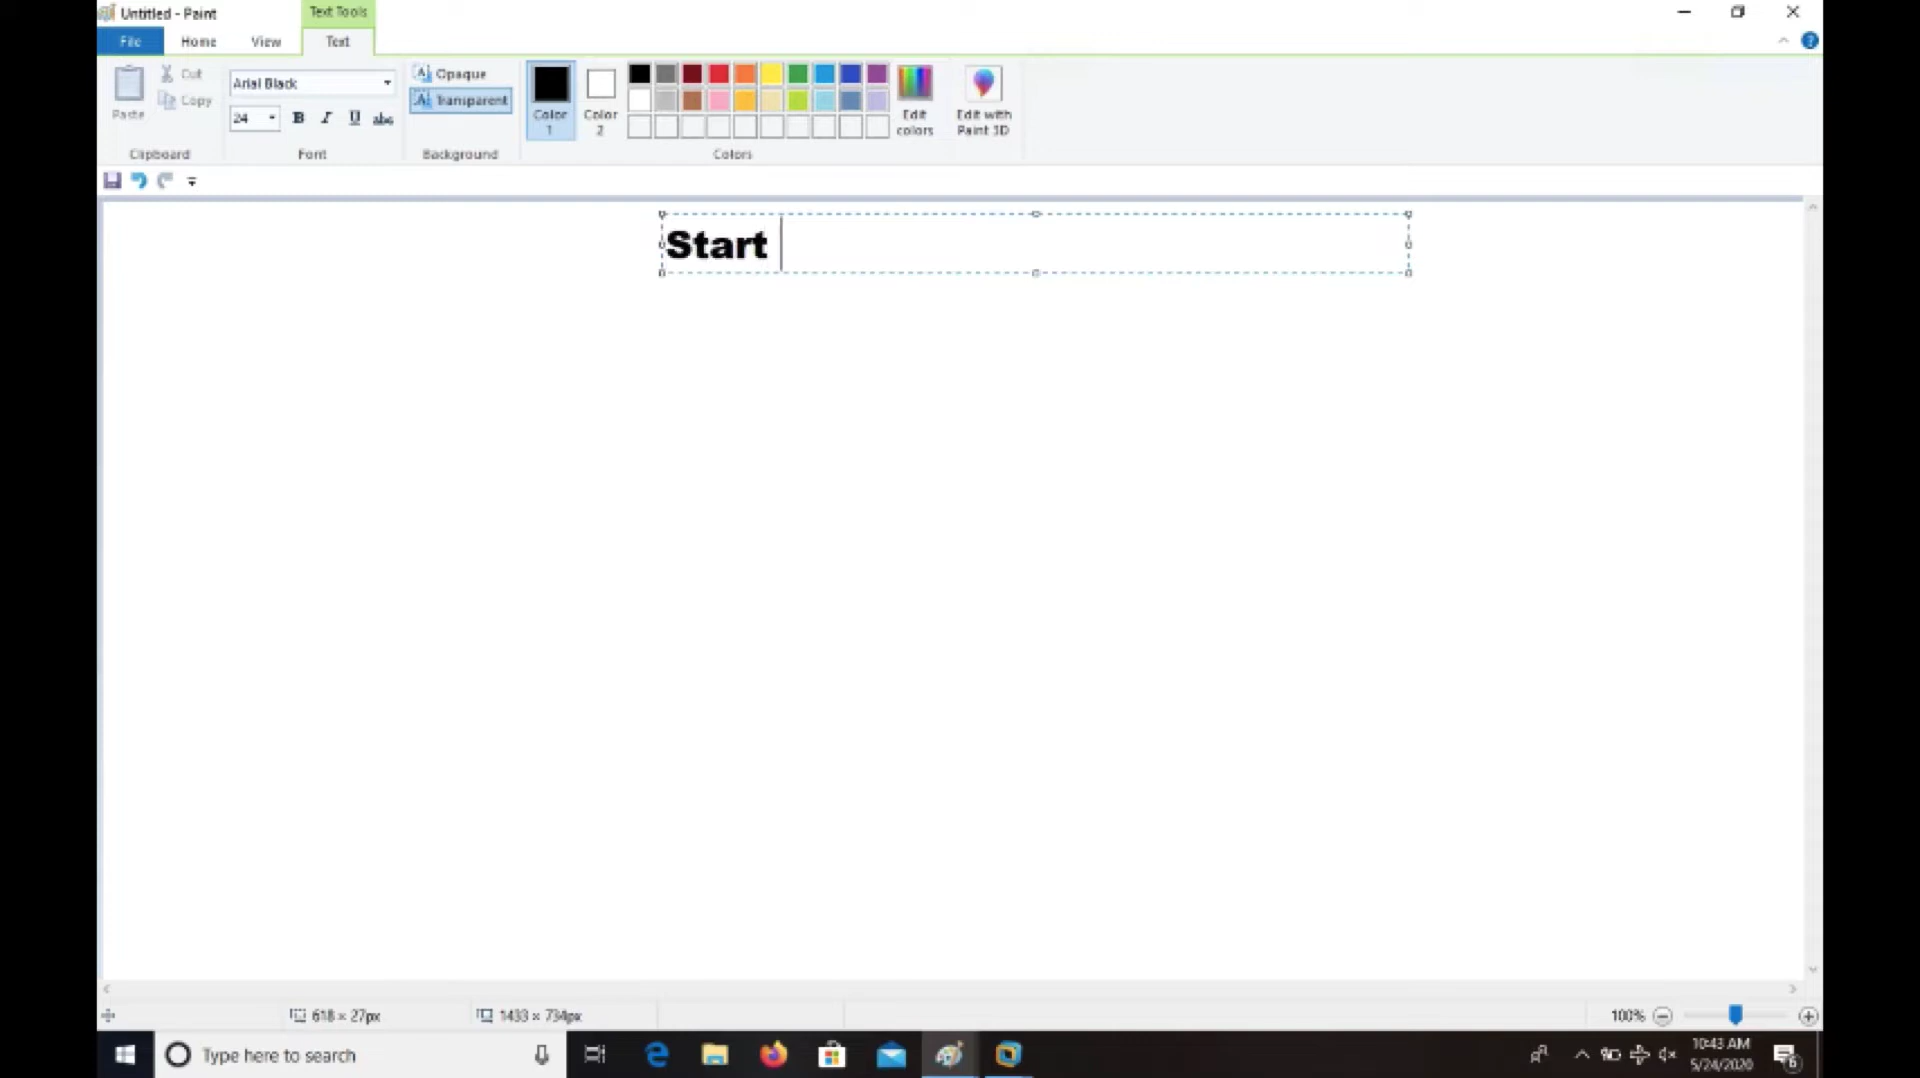 Untitled - Paint
Text Tools
File
Home
View
Text
Paste
Cut
Copy
Clipboard
Arial Black
24
B I U abc
Font
Opaque
Transparent
Background
Color 1
Color 2
Edit colors
Colors
Edit with Paint 3D
Start
618 × 27px
1433 × 734px
100%
Type here to search
10:43 AM
5/24/2020
6